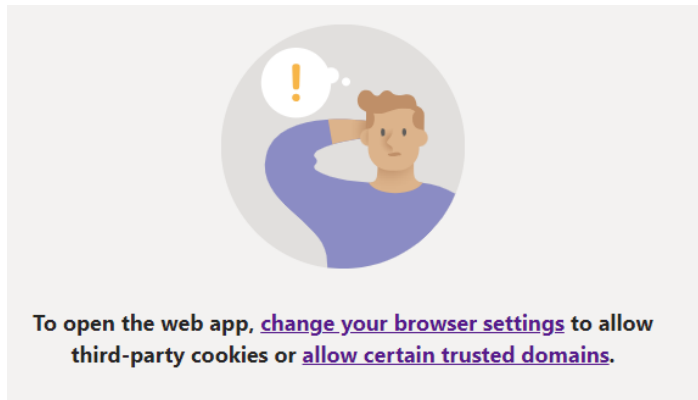 !
To open the web app, change your browser settings to allow
third-party cookies or allow certain trusted domains.